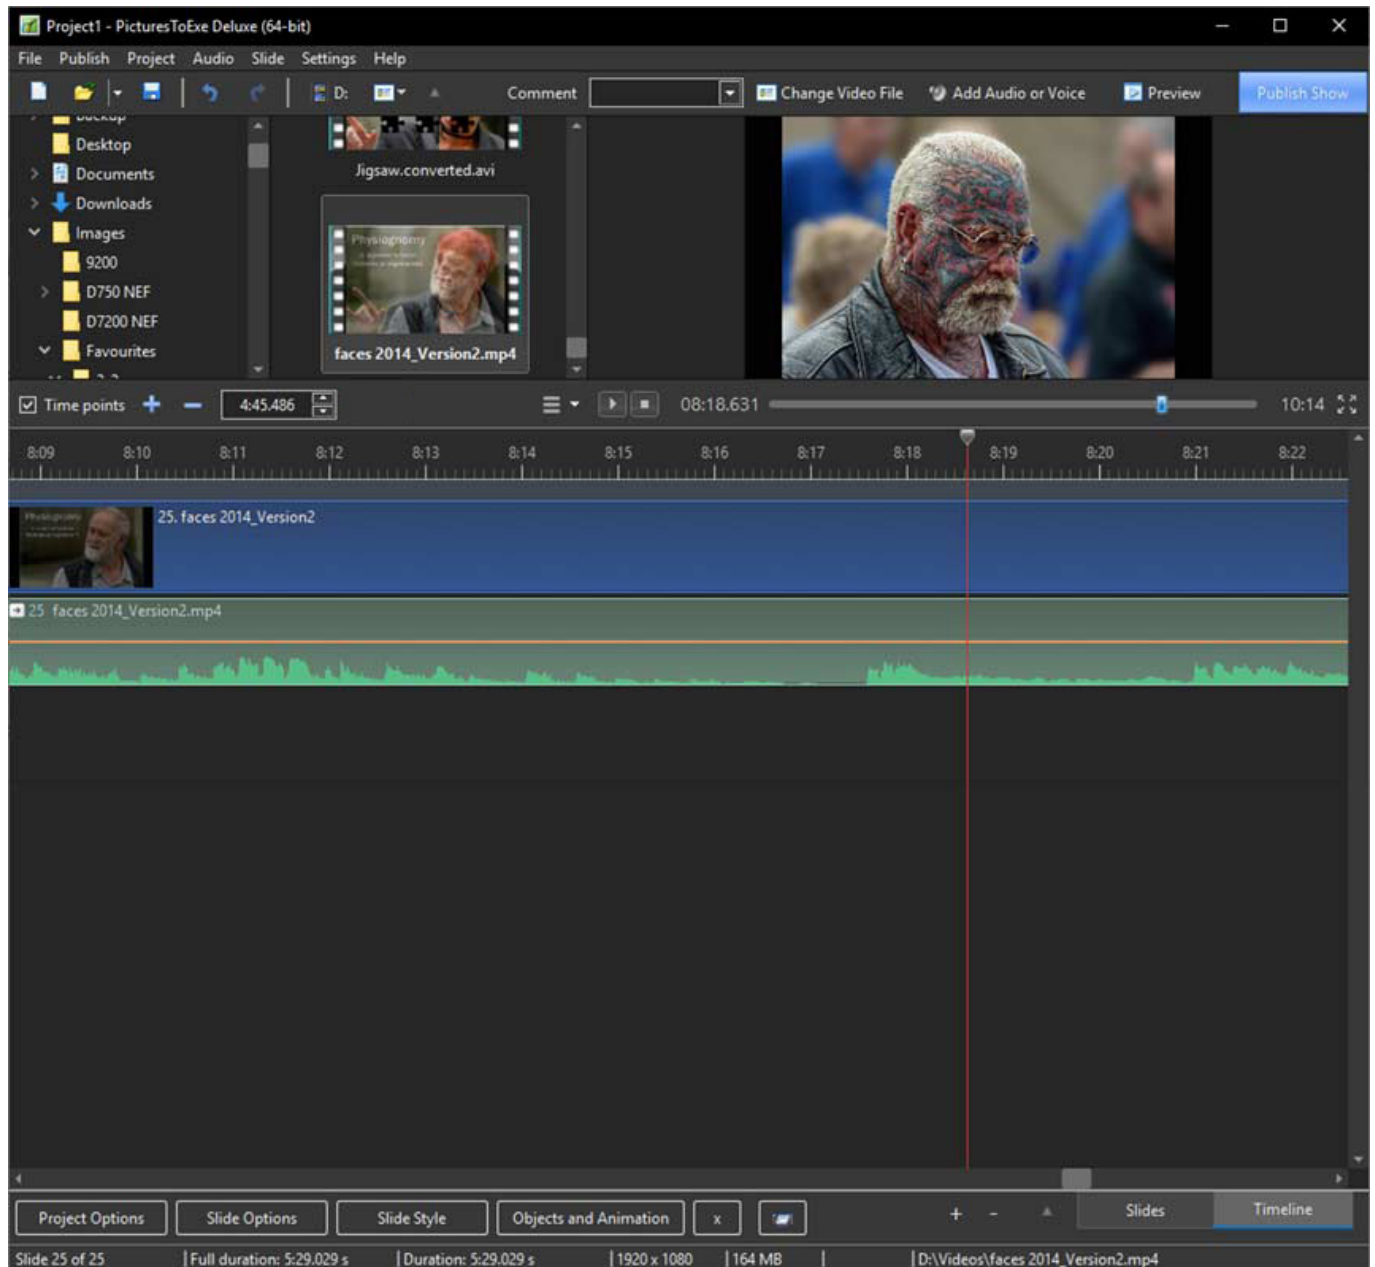 Project1 - PicturesToExe Deluxe (64-bit)
File Publish Project Audio Slide Settings Help
D: Comment Change Video File Add Audio or Voice Preview Publish Show
Backup
Desktop
Documents
Downloads
Images
9200
D750 NEF
D7200 NEF
Favourites
Jigsaw.converted.avi
Physiognomy
faces 2014_Version2.mp4
Time points 4:45.486 08:18.631 10:14
8:09 8:10 8:11 8:12 8:13 8:14 8:15 8:16 8:17 8:18 8:19 8:20 8:21 8:22
Physiognomy
25. faces 2014_Version2
25 faces 2014_Version2.mp4
Project Options Slide Options Slide Style Objects and Animation x + - Slides Timeline
Slide 25 of 25 Full duration: 5:29.029 s Duration: 5:29.029 s 1920 x 1080 164 MB D:\Videos\faces 2014_Version2.mp4